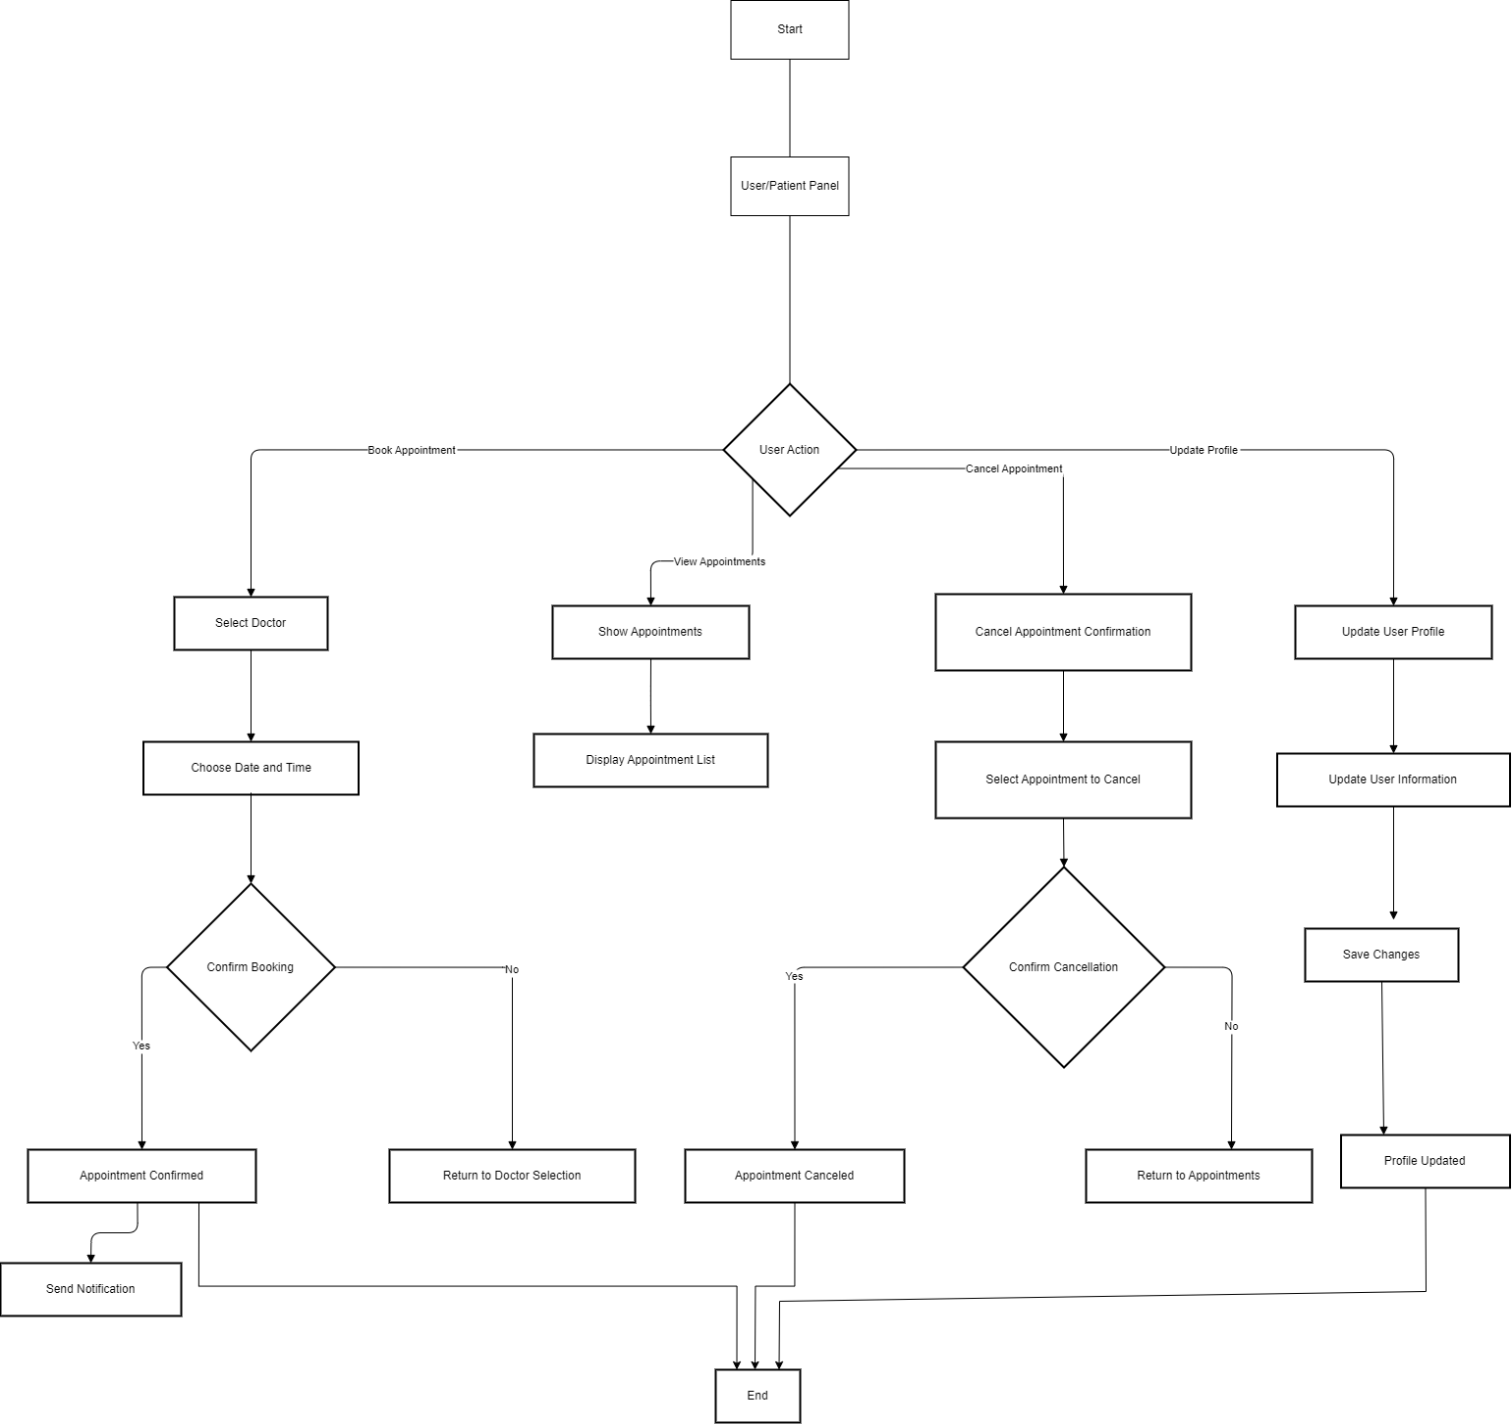 Start
User/Patient Panel
User Action
Book Appointment
Update Profile
Cancel Appointment
View Appointments
Select Doctor
Show Appointments
Cancel Appointment Confirmation
Update User Profile
Choose Date and Time
Display Appointment List
Select Appointment to Cancel
Update User Information
Confirm Booking
No
Yes
Confirm Cancellation
Save Changes
Yes
No
Appointment Confirmed
Return to Doctor Selection
Appointment Canceled
Return to Appointments
Profile Updated
Send Notification
End